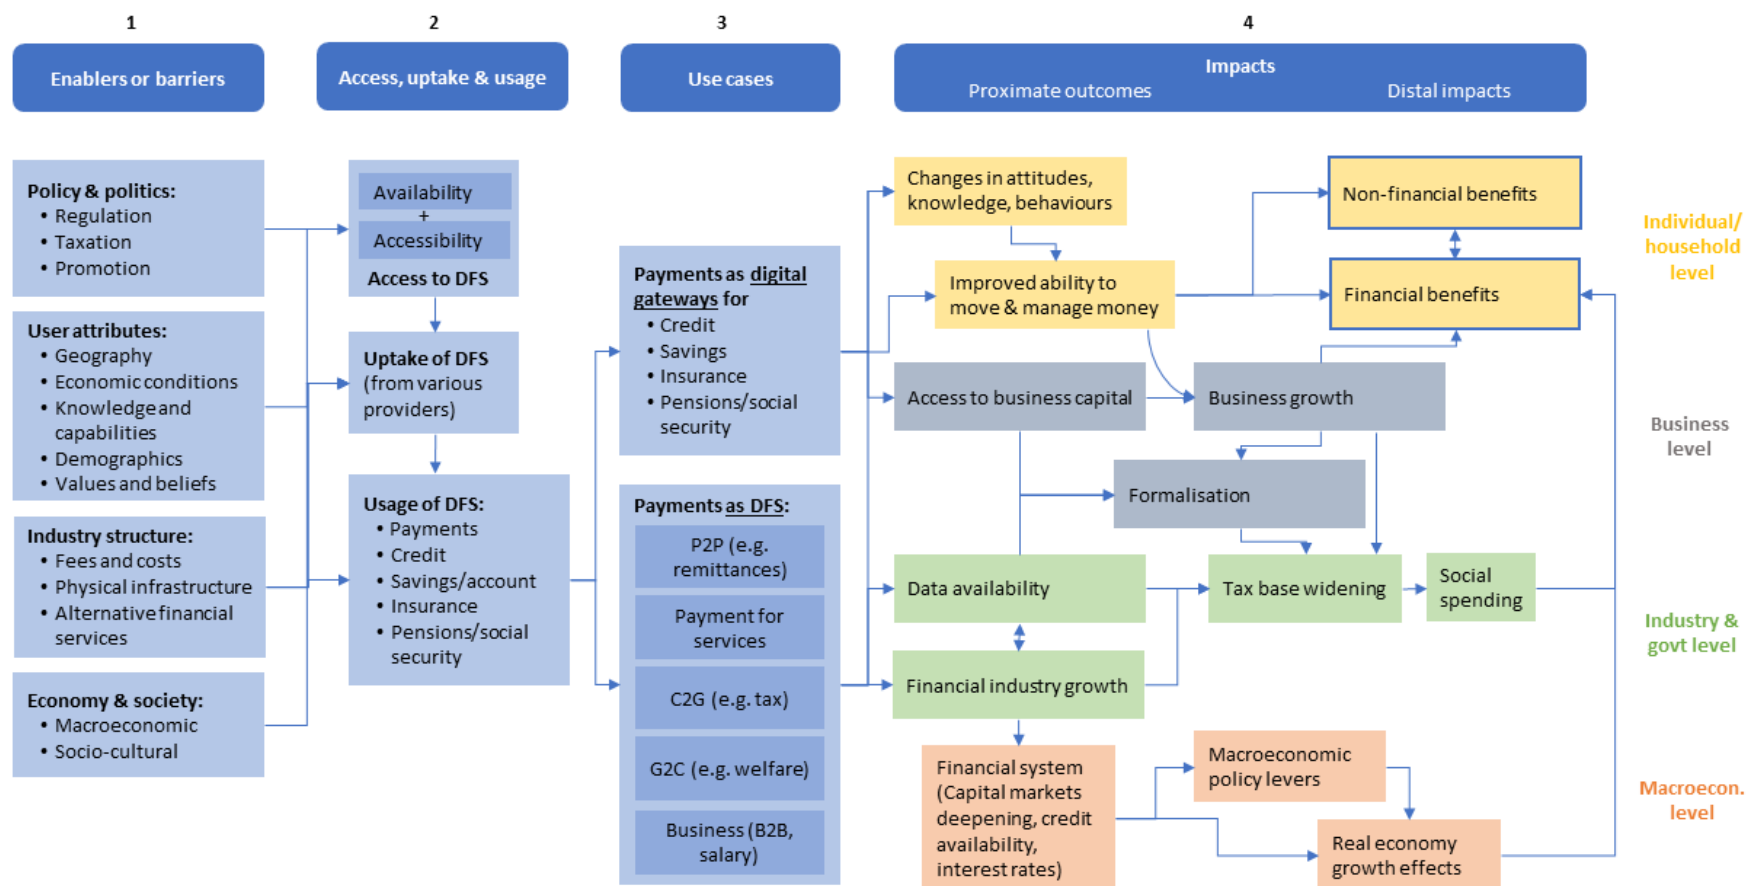 1
2
3
4
Enablers or barriers
Access, uptake & usage
Use cases
Impacts
Proximate outcomes
Distal impacts
Policy & politics:
• Regulation
• Taxation
• Promotion
User attributes:
• Geography
• Economic conditions
• Knowledge and
capabilities
• Demographics
• Values and beliefs
Industry structure:
• Fees and costs
• Physical infrastructure
• Alternative financial
services
Economy & society:
• Macroeconomic
• Socio-cultural
Availability
+
Accessibility
Access to DFS
Uptake of DFS
(from various
providers)
Usage of DFS:
• Payments
• Credit
• Savings/account
• Insurance
• Pensions/social
security
Payments as digital
gateways for
• Credit
• Savings
• Insurance
• Pensions/social
security
Payments as DFS:
P2P (e.g.
remittances)
Payment for
services
C2G (e.g. tax)
G2C (e.g. welfare)
Business (B2B,
salary)
Changes in attitudes,
knowledge, behaviours
Improved ability to
move & manage money
Non-financial benefits
Financial benefits
Individual/
household
level
Access to business capital
Business growth
Formalisation
Business
level
Data availability
Tax base widening
Social
spending
Financial industry growth
Industry &
govt level
Financial system
(Capital markets
deepening, credit
availability,
interest rates)
Macroeconomic
policy levers
Real economy
growth effects
Macroecon.
level